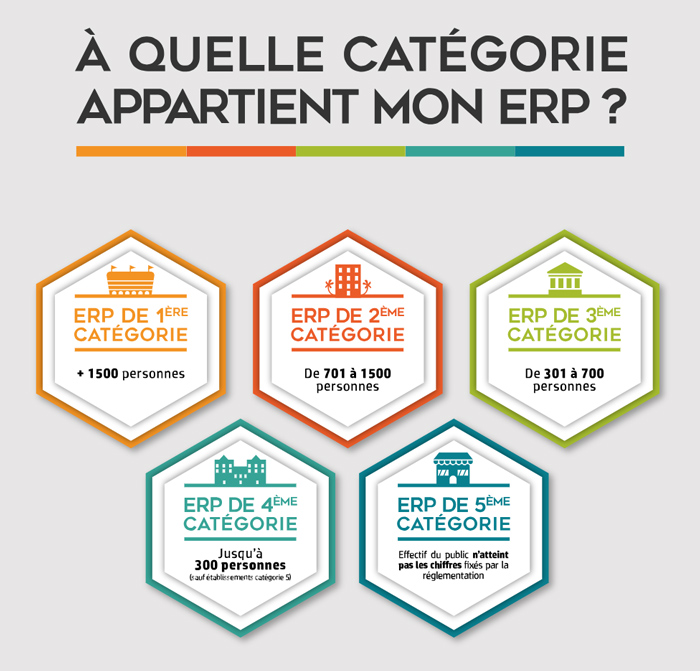 À QUELLE CATÉGORIE
APPARTIENT MON ERP ?
ERP DE 1ÈRE
CATÉGORIE
+ 1500 personnes
ERP DE 2ÈME
CATÉGORIE
De 701 à 1500
personnes
ERP DE 3ÈME
CATÉGORIE
De 301 à 700
personnes
ERP DE 4ÈME
CATÉGORIE
Jusqu'à
300 personnes
(sauf établissements catégorie 5)
ERP DE 5ÈME
CATÉGORIE
Effectif du public n'atteint
pas les chiffres fixés par la
réglementation